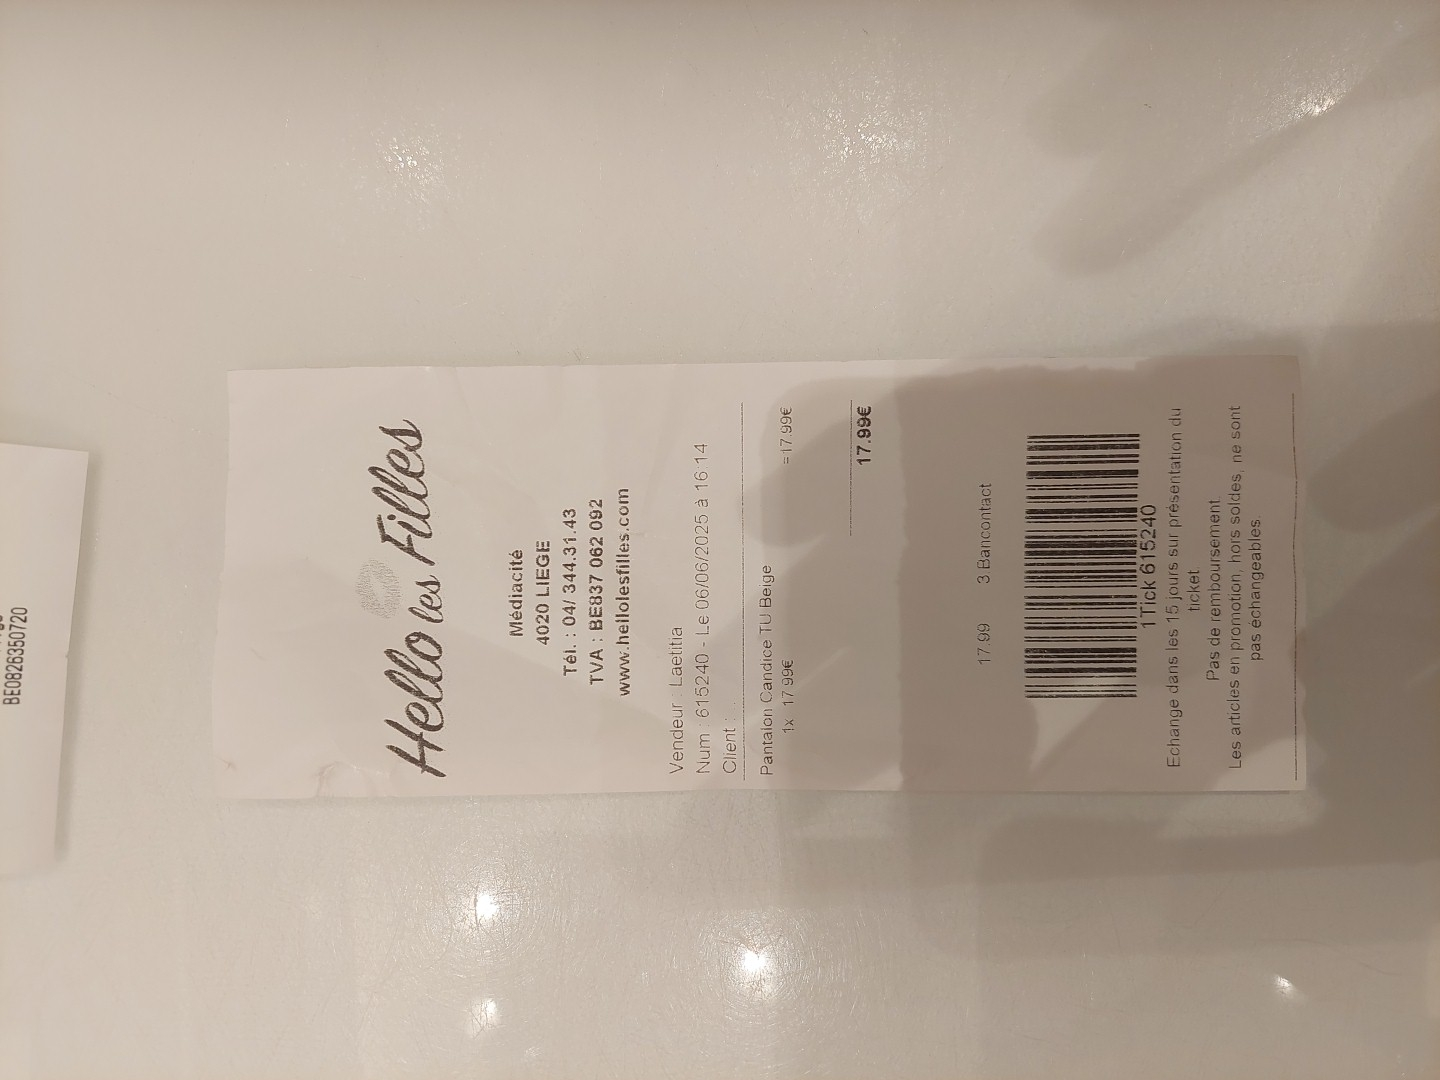 BE0826350720
Hello les Filles
Médiacité
4020 LIEGE
Tél. : 04/ 344.31.43
TVA : BE837 062 092
www.hellolesfilles.com
Vendeur : Laetitia
Num : 615240 - Le 06/06/2025 à 16 14
Client :
Pantalon Candice TU Beige
1x 17 99€ =17.99€
17.99€
17.99 3 Bancontact
1Tick 615240
Echange dans les 15 jours sur présentation du
ticket
Pas de remboursement.
Les articles en promotion, hors soldes, ne sont
pas échangeables.